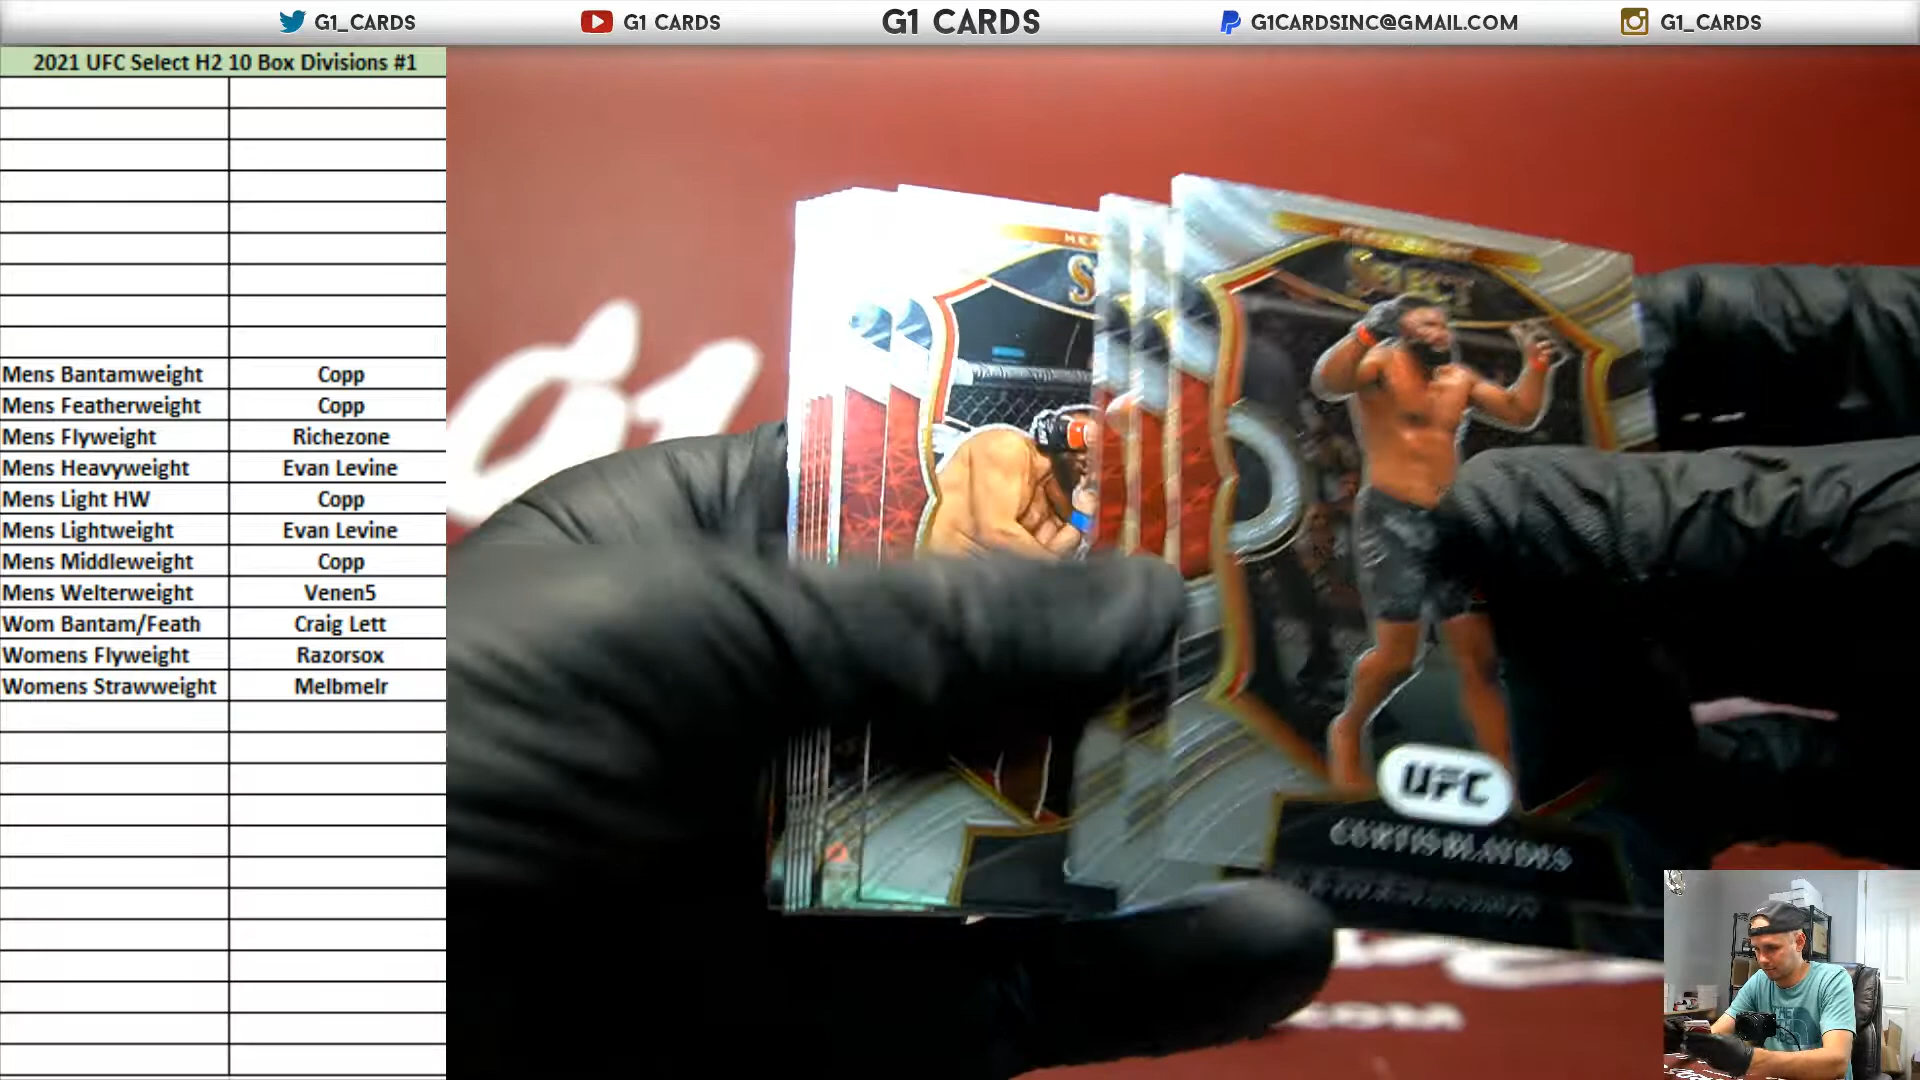 G1_CARDS
G1 CARDS
G1 CARDS
G1CARDSINC@GMAIL.COM
G1_CARDS
2021 UFC Select H2 10 Box Divisions #1
Mens Bantamweight Copp
Mens Featherweight Copp
Mens Flyweight Richezone
Mens Heavyweight Evan Levine
Mens Light HW Copp
Mens Lightweight Evan Levine
Mens Middleweight Copp
Mens Welterweight Venen5
Wom Bantam/Feath Craig Lett
Womens Flyweight Razorsox
Womens Strawweight Melbmelr
HEA
S
SELECT
UFC
CURTIS BLAYDES
G1